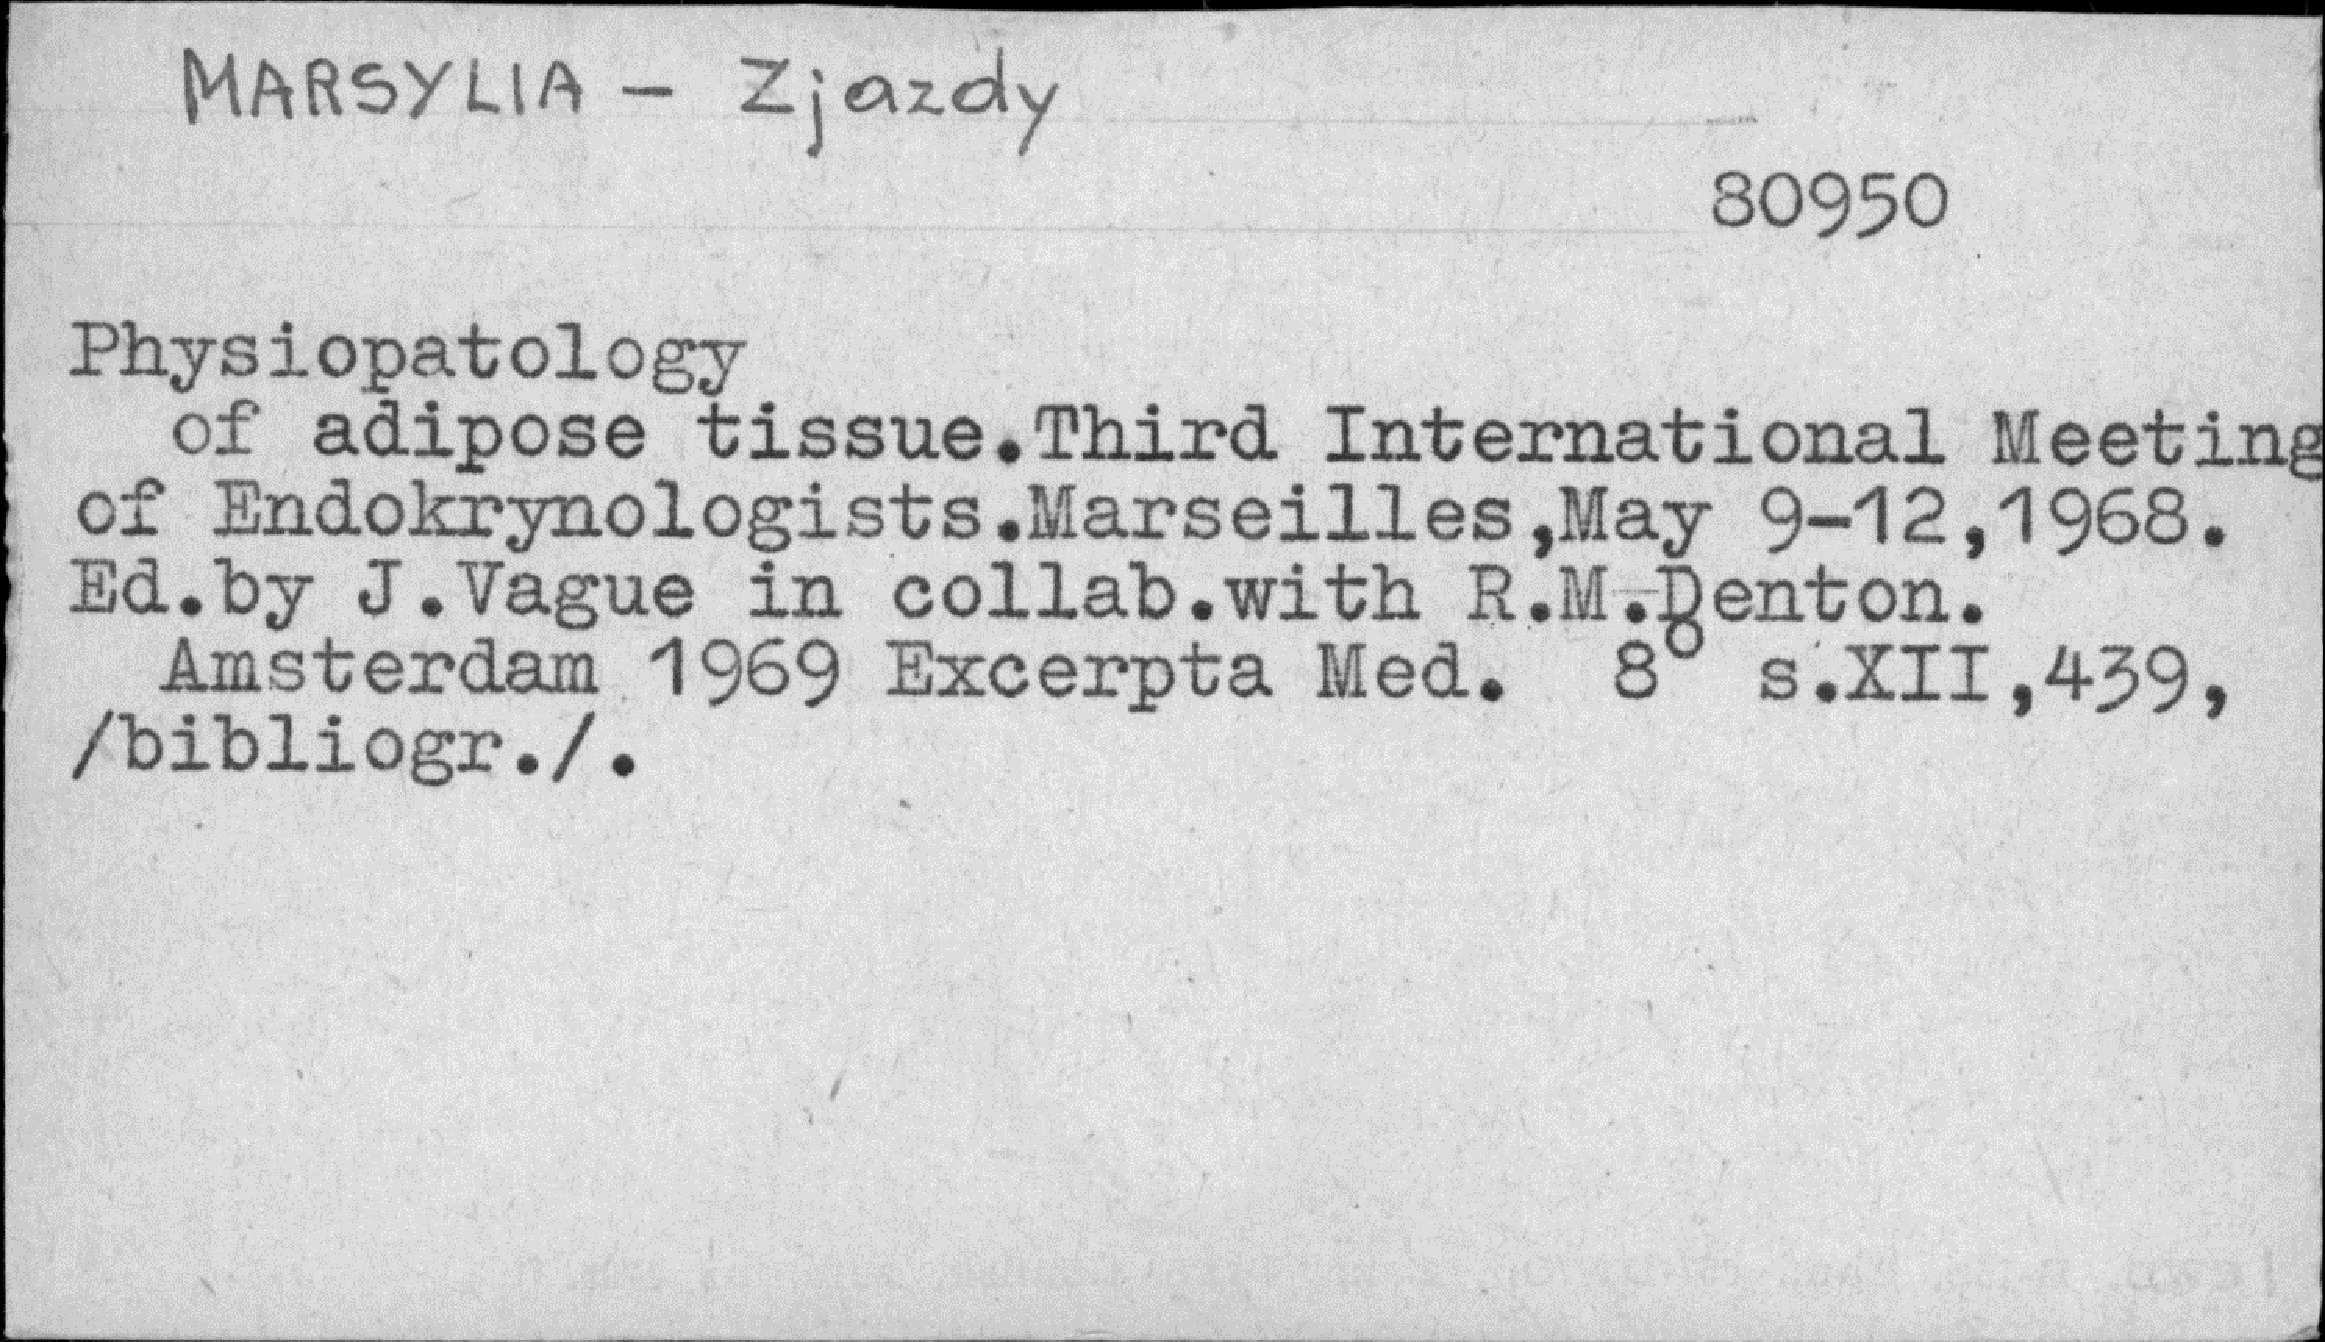 MARSYLIA - Zjazdy
80950
Physiopatology
of adipose tissue.Third International Meeting
of Endokrynologists.Marseilles,May 9-12,1968.
Ed.by J.Vague in collab.with R.M.Denton.
Amsterdam 1969 Excerpta Med. 8° s.XII,439,
/bibliogr./.